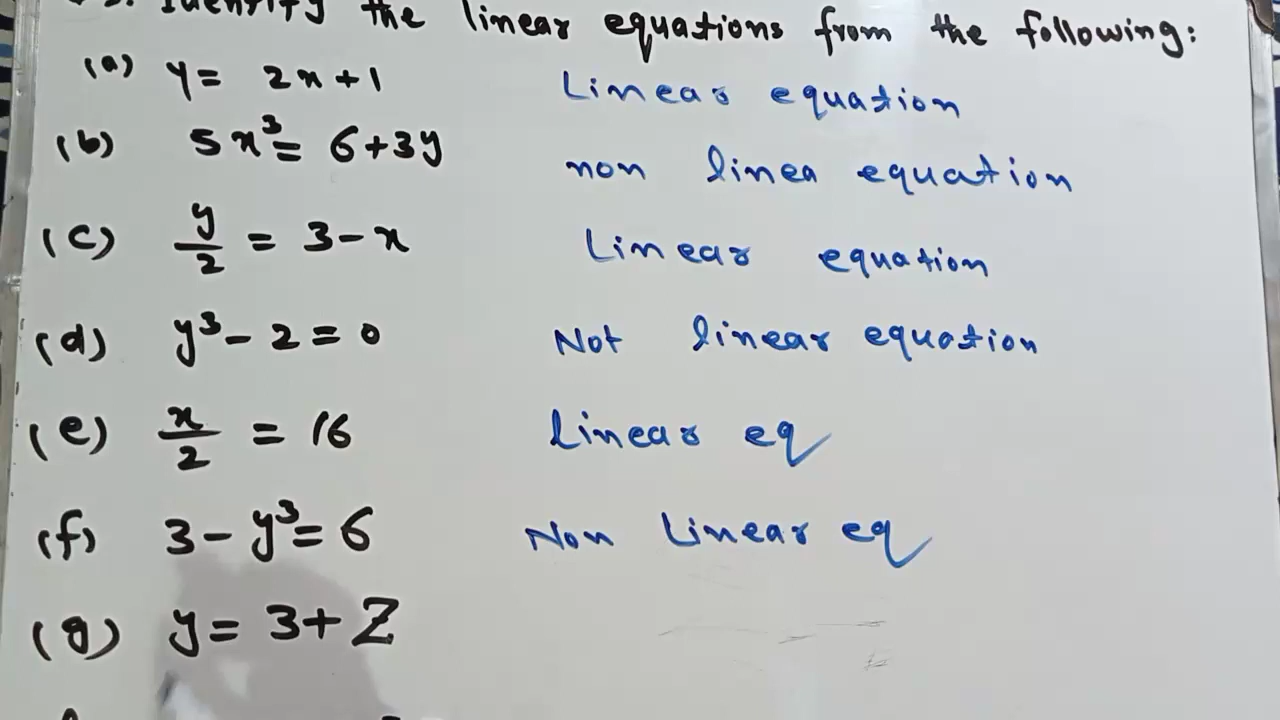 Identify the linear equations from the following:
(a) y = 2x + 1 Linear equation
(b) 5x³ = 6 + 3y non linea equation
(c) y/2 = 3 - x Linear equation
(d) y³ - 2 = 0 Not linear equation
(e) x/2 = 16 linear eq
(f) 3 - y³ = 6 Non Linear eq
(g) y = 3 + Z